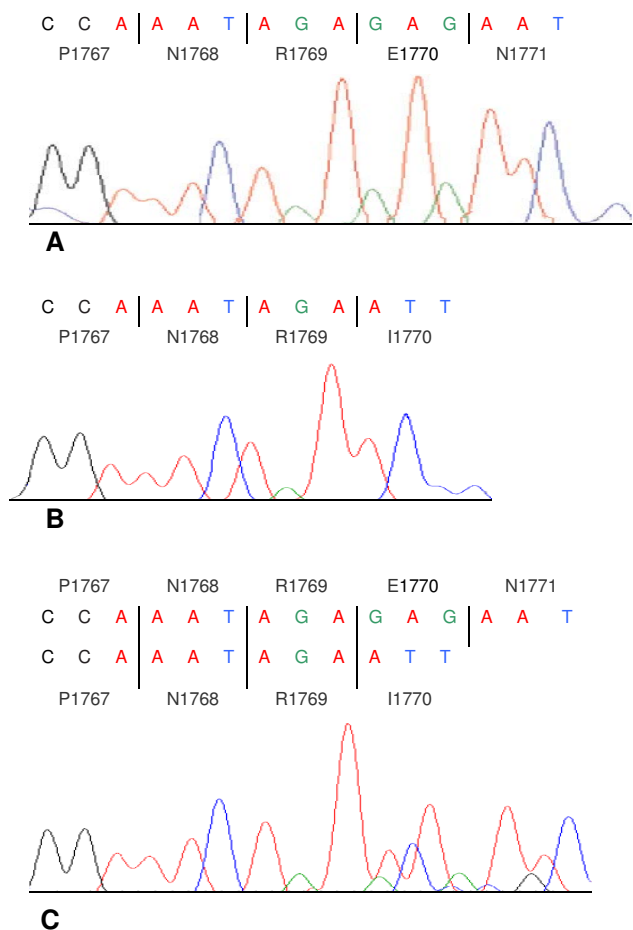 C C A A A T A G A G A G A A T
P1767 N1768 R1769 E1770 N1771
A
C C A A A T A G A A T T
P1767 N1768 R1769 I1770
B
P1767 N1768 R1769 E1770 N1771
C C A A A T A G A G A G A A T
C C A A A T A G A A T T
P1767 N1768 R1769 I1770
C